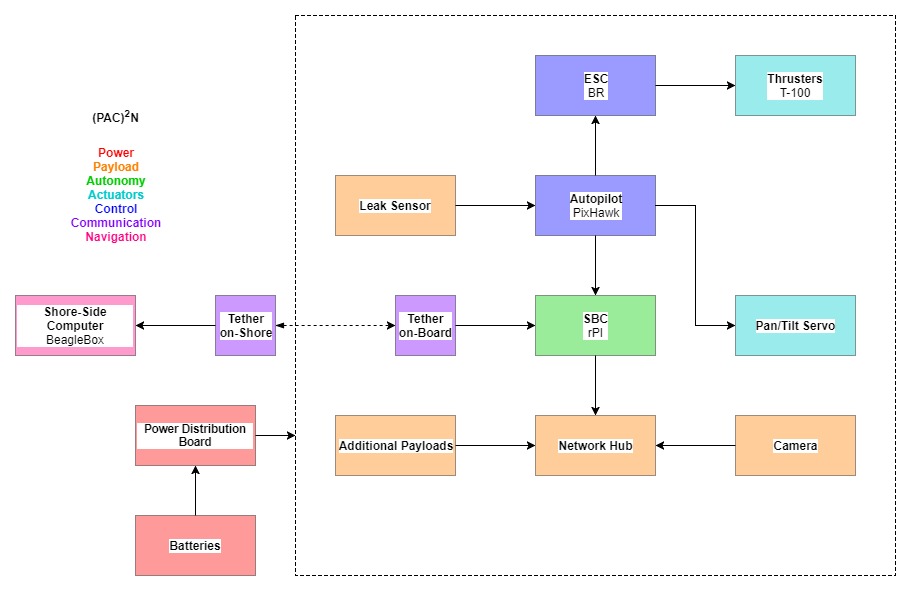 ESC
BR
Thrusters
T-100
(PAC)²N
Power
Payload
Autonomy
Actuators
Control
Communication
Navigation
Leak Sensor
Autopilot
PixHawk
Shore-Side
Computer
BeagleBox
Tether
on-Shore
Tether
on-Board
SBC
rPI
Pan/Tilt Servo
Power Distribution
Board
Additional Payloads
Network Hub
Camera
Batteries